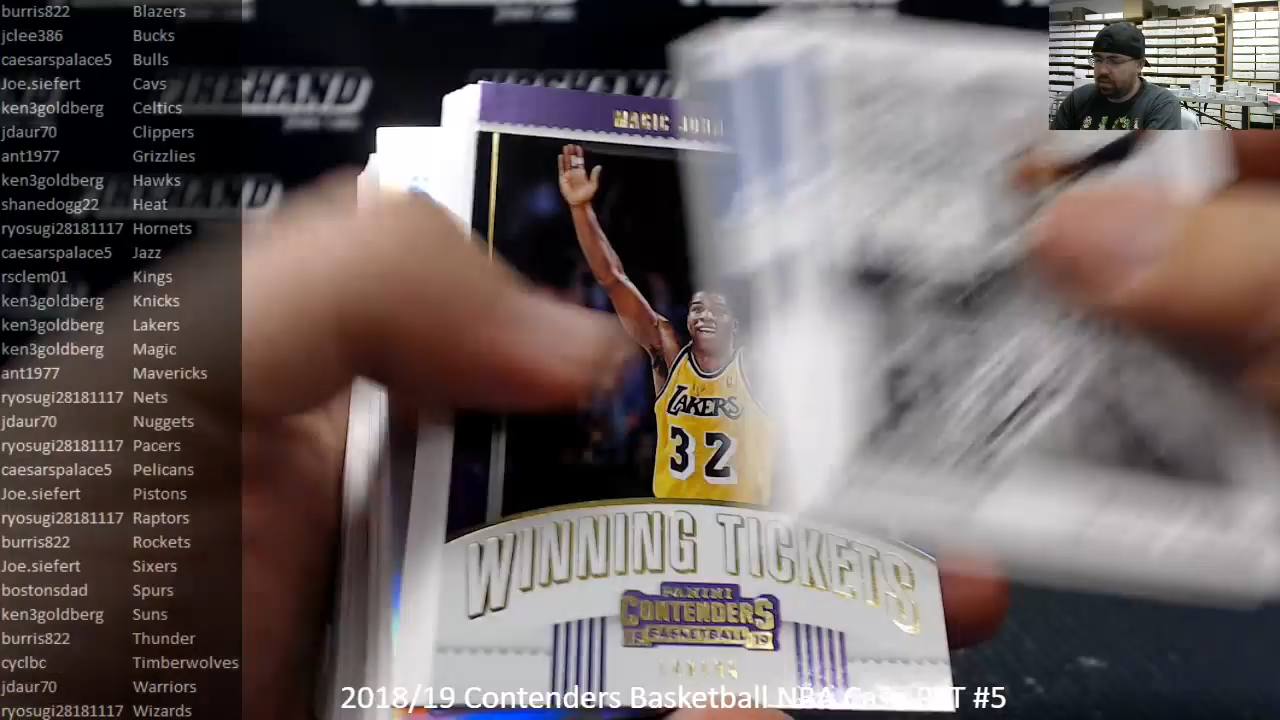 burris822 Blazers
jclee386 Bucks
caesarspalace5 Bulls
Joe.siefert Cavs
ken3goldberg Celtics
jdaur70 Clippers
ant1977 Grizzlies
ken3goldberg Hawks
shanedogg22 Heat
ryosugi28181117 Hornets
caesarspalace5 Jazz
rsclem01 Kings
ken3goldberg Knicks
ken3goldberg Lakers
ken3goldberg Magic
ant1977 Mavericks
ryosugi28181117 Nets
jdaur70 Nuggets
ryosugi28181117 Pacers
caesarspalace5 Pelicans
Joe.siefert Pistons
ryosugi28181117 Raptors
burris822 Rockets
Joe.siefert Sixers
bostonsdad Spurs
ken3goldberg Suns
burris822 Thunder
cyclbc Timberwolves
jdaur70 Warriors
ryosugi28181117 Wizards
MAGIC
LAKERS
32
WINNING TICKETS
PANINI
CONTENDERS
BASKETBALL
2018/19 Contenders Basketball NBA #5